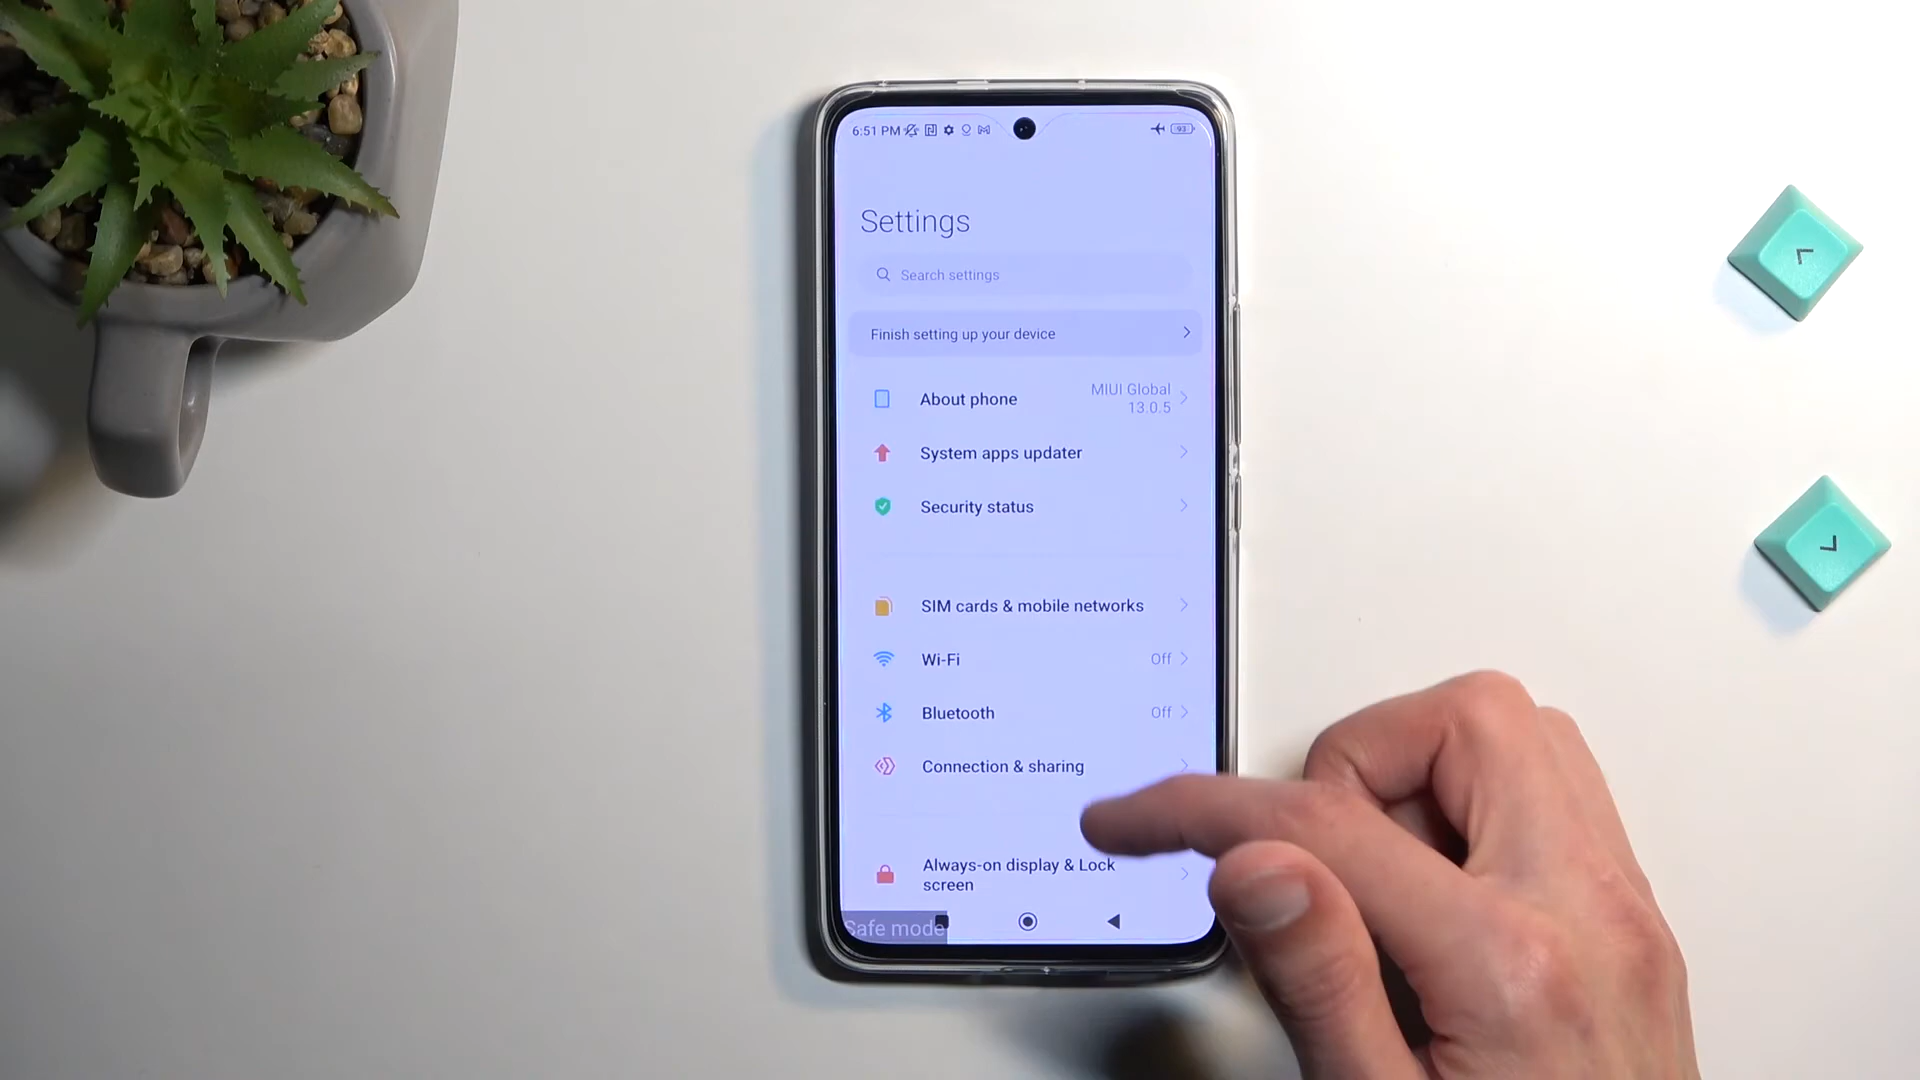 6:51 PM
93
Settings
Search settings
Finish setting up your device
About phone
MIUI Global
13.0.5
System apps updater
Security status
SIM cards & mobile networks
Wi-Fi
Off
Bluetooth
Off
Connection & sharing
Always-on display & Lock
screen
Safe mode